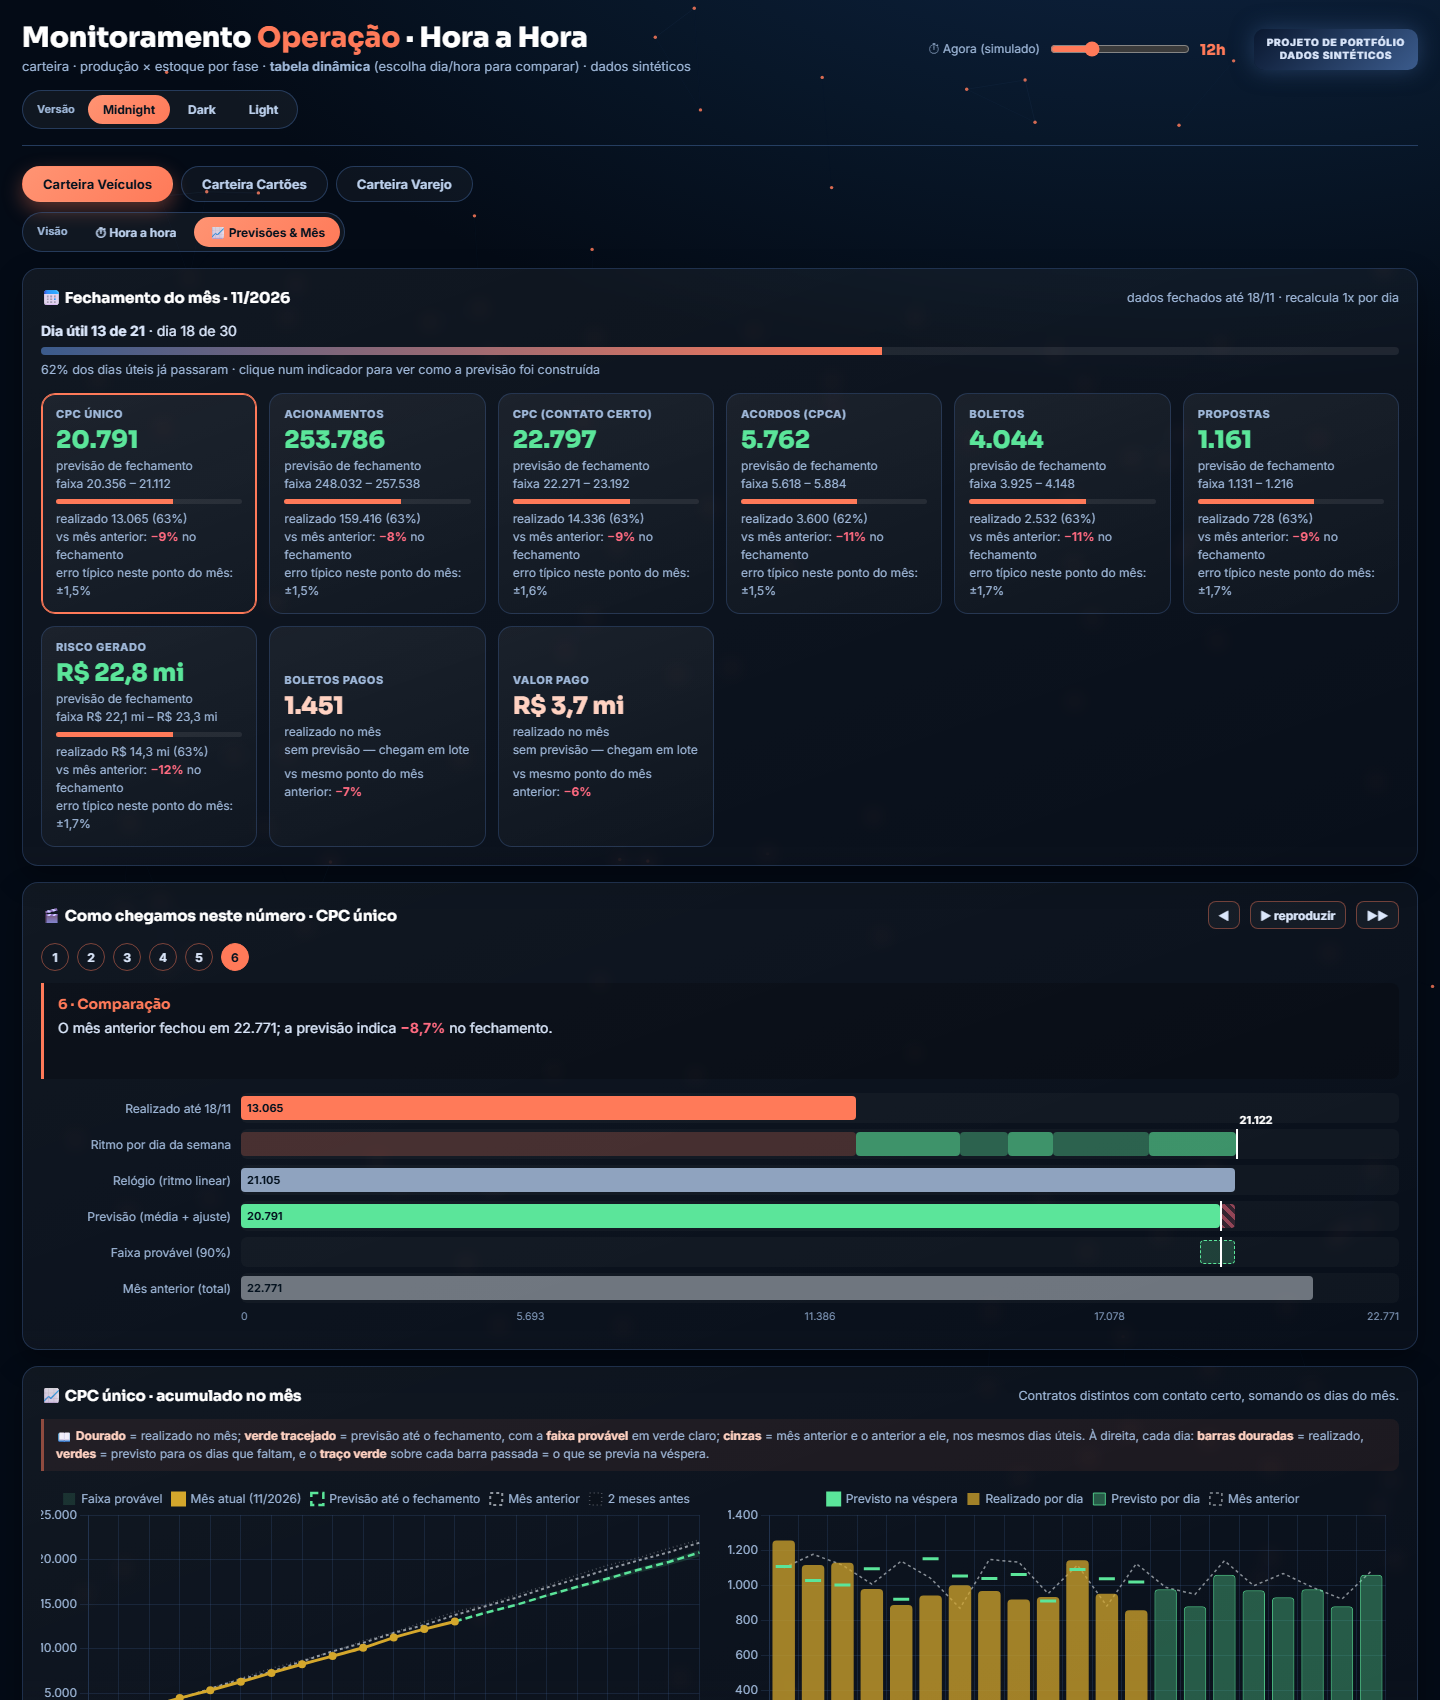 Monitoramento Operação · Hora a Hora
carteira · produção × estoque por fase · tabela dinâmica (escolha dia/hora para comparar) · dados sintéticos
Agora (simulado) 12h
PROJETO DE PORTFÓLIO
DADOS SINTÉTICOS
Versão Midnight Dark Light
Carteira Veículos Carteira Cartões Carteira Varejo
Visão Hora a hora Previsões & Mês
Fechamento do mês · 11/2026
dados fechados até 18/11 · recalcula 1x por dia
Dia útil 13 de 21 · dia 18 de 30
62% dos dias úteis já passaram · clique num indicador para ver como a previsão foi construída
CPC ÚNICO
20.791
previsão de fechamento
faixa 20.356 – 21.112
realizado 13.065 (63%)
vs mês anterior: −9% no
fechamento
erro típico neste ponto do mês:
±1,5%
ACIONAMENTOS
253.786
previsão de fechamento
faixa 248.032 – 257.538
realizado 159.416 (63%)
vs mês anterior: −8% no
fechamento
erro típico neste ponto do mês:
±1,5%
CPC (CONTATO CERTO)
22.797
previsão de fechamento
faixa 22.271 – 23.192
realizado 14.336 (63%)
vs mês anterior: −9% no
fechamento
erro típico neste ponto do mês:
±1,6%
ACORDOS (CPCA)
5.762
previsão de fechamento
faixa 5.618 – 5.884
realizado 3.600 (62%)
vs mês anterior: −11% no
fechamento
erro típico neste ponto do mês:
±1,5%
BOLETOS
4.044
previsão de fechamento
faixa 3.925 – 4.148
realizado 2.532 (63%)
vs mês anterior: −11% no
fechamento
erro típico neste ponto do mês:
±1,7%
PROPOSTAS
1.161
previsão de fechamento
faixa 1.131 – 1.216
realizado 728 (63%)
vs mês anterior: −9% no
fechamento
erro típico neste ponto do mês:
±1,7%
RISCO GERADO
R$ 22,8 mi
previsão de fechamento
faixa R$ 22,1 mi – R$ 23,3 mi
realizado R$ 14,3 mi (63%)
vs mês anterior: −12% no
fechamento
erro típico neste ponto do mês:
±1,7%
BOLETOS PAGOS
1.451
realizado no mês
sem previsão — chegam em lote
vs mesmo ponto do mês
anterior: −7%
VALOR PAGO
R$ 3,7 mi
realizado no mês
sem previsão — chegam em lote
vs mesmo ponto do mês
anterior: −6%
Como chegamos neste número · CPC único
reproduzir
1 2 3 4 5 6
6 · Comparação
O mês anterior fechou em 22.771; a previsão indica −8,7% no fechamento.
Realizado até 18/11 13.065
21.122
Ritmo por dia da semana
Relógio (ritmo linear) 21.105
Previsão (média + ajuste) 20.791
Faixa provável (90%)
Mês anterior (total) 22.771
0 5.693 11.386 17.078 22.771
CPC único · acumulado no mês
Contratos distintos com contato certo, somando os dias do mês.
Dourado = realizado no mês; verde tracejado = previsão até o fechamento, com a faixa provável em verde claro; cinzas = mês anterior e o anterior a ele, nos mesmos dias úteis. À direita, cada dia: barras douradas = realizado,
verdes = previsto para os dias que faltam, e o traço verde sobre cada barra passada = o que se previa na véspera.
Faixa provável Mês atual (11/2026) Previsão até o fechamento Mês anterior 2 meses antes
25.000
20.000
15.000
10.000
5.000
Previsto na véspera Realizado por dia Previsto por dia Mês anterior
1.400
1.200
1.000
800
600
400